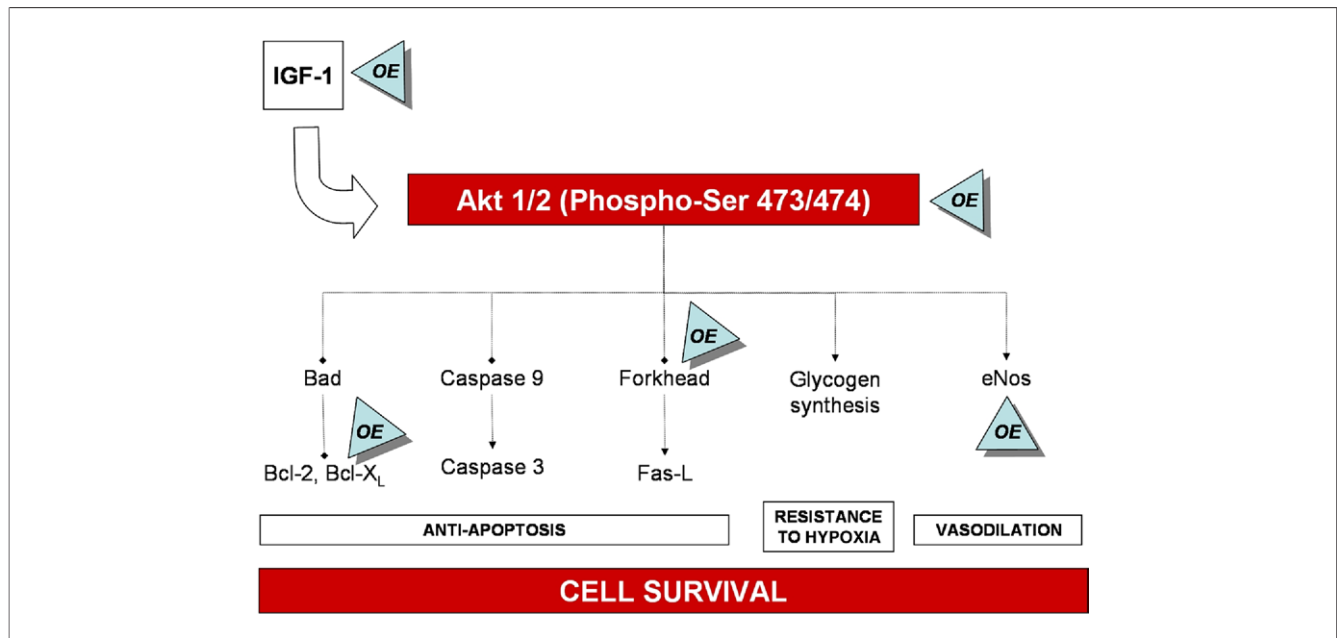 IGF-1
OE
Akt 1/2 (Phospho-Ser 473/474)
OE
OE
Bad
Caspase 9
Forkhead
Glycogen
synthesis
eNos
OE
OE
Bcl-2, Bcl-XL
Caspase 3
Fas-L
ANTI-APOPTOSIS
RESISTANCE
TO HYPOXIA
VASODILATION
CELL SURVIVAL